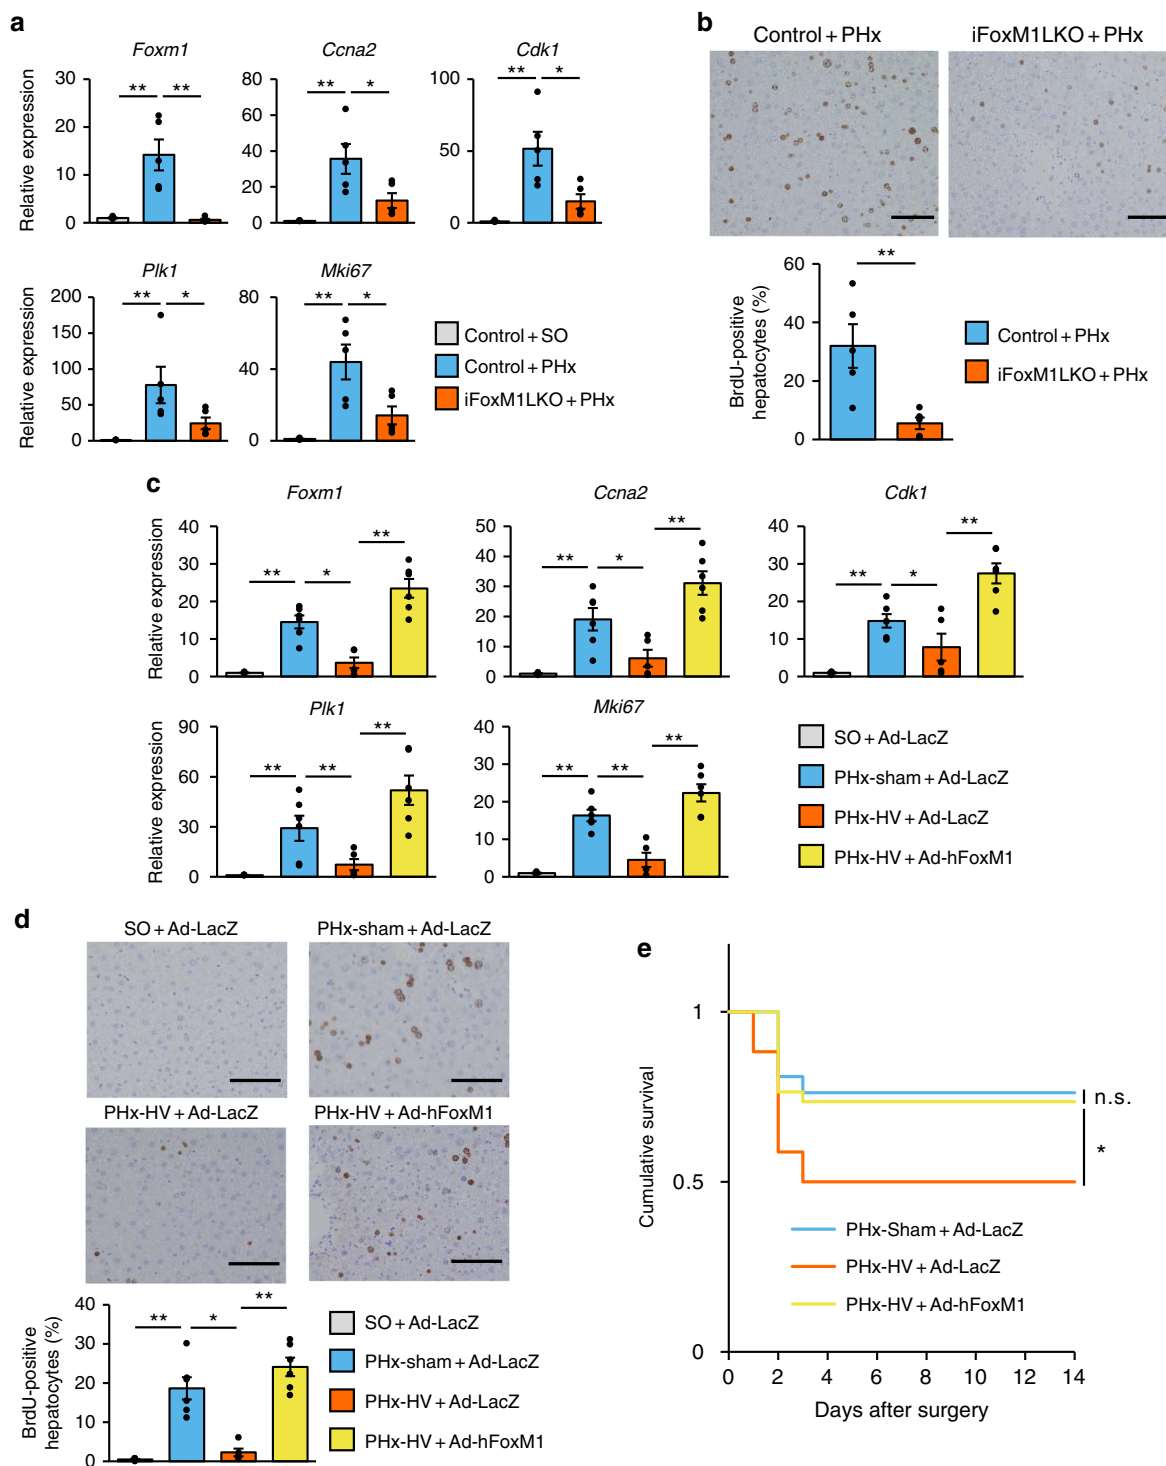 a
Foxm1
Ccna2
Cdk1
Relative expression
30
20
10
0
** **
80
60
40
20
0
** *
100
50
0
** *
Plk1
Mki67
Relative expression
200
150
100
50
0
** *
80
40
0
** *
Control + SO
Control + PHx
iFoxM1LKO + PHx
b
Control + PHx
iFoxM1LKO + PHx
BrdU-positive
hepatocytes (%)
60
40
20
0
**
Control + PHx
iFoxM1LKO + PHx
c
Foxm1
Ccna2
Cdk1
Relative expression
40
30
20
10
0
** * **
50
40
30
20
10
0
** * **
40
30
20
10
0
** * **
Plk1
Mki67
Relative expression
90
60
30
0
** ** **
40
30
20
10
0
** ** **
SO + Ad-LacZ
PHx-sham + Ad-LacZ
PHx-HV + Ad-LacZ
PHx-HV + Ad-hFoxM1
d
SO + Ad-LacZ
PHx-sham + Ad-LacZ
PHx-HV + Ad-LacZ
PHx-HV + Ad-hFoxM1
BrdU-positive
hepatocytes (%)
40
30
20
10
0
** * **
SO + Ad-LacZ
PHx-sham + Ad-LacZ
PHx-HV + Ad-LacZ
PHx-HV + Ad-hFoxM1
e
Cumulative survival
1
0.5
0
n.s.
*
PHx-Sham + Ad-LacZ
PHx-HV + Ad-LacZ
PHx-HV + Ad-hFoxM1
0 2 4 6 8 10 12 14
Days after surgery